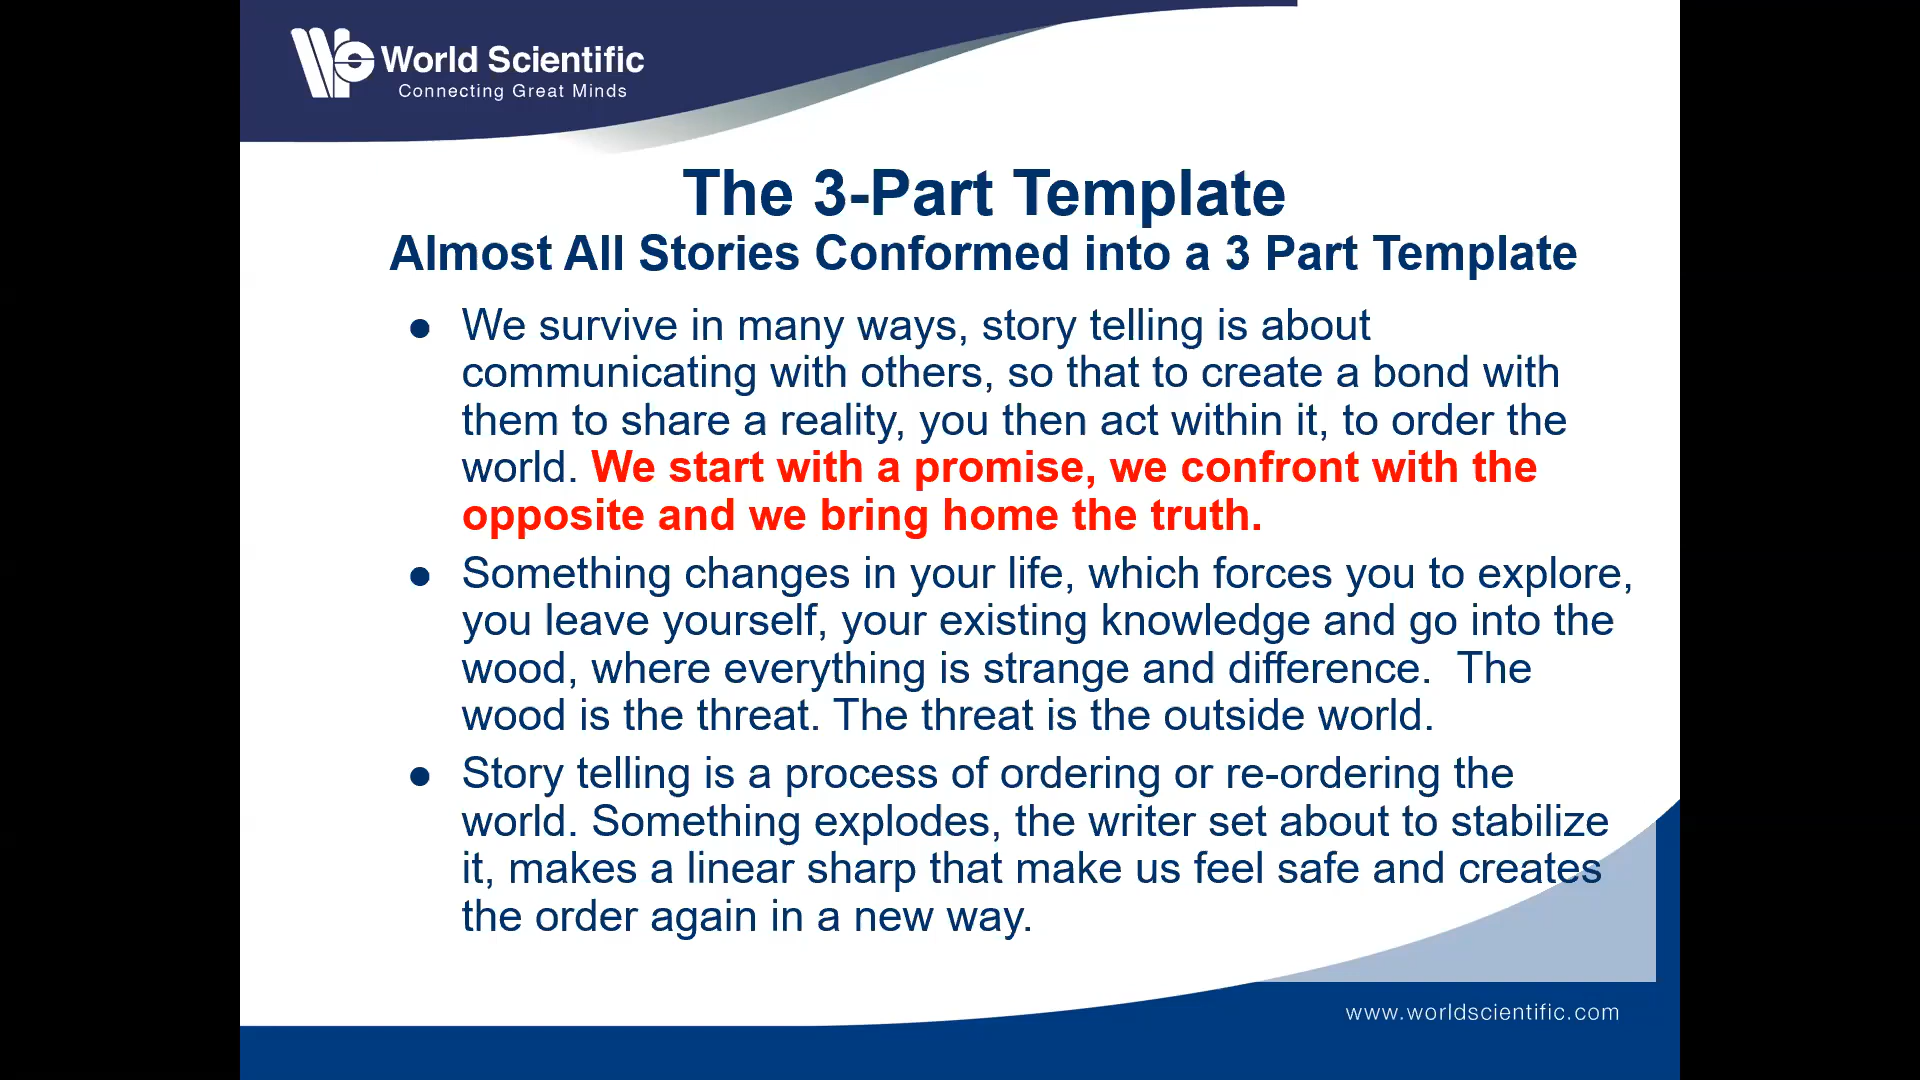 World Scientific
Connecting Great Minds
The 3-Part Template
Almost All Stories Conformed into a 3 Part Template
● We survive in many ways, story telling is about
communicating with others, so that to create a bond with
them to share a reality, you then act within it, to order the
world. We start with a promise, we confront with the
opposite and we bring home the truth.
● Something changes in your life, which forces you to explore,
you leave yourself, your existing knowledge and go into the
wood, where everything is strange and difference.  The
wood is the threat. The threat is the outside world.
● Story telling is a process of ordering or re-ordering the
world. Something explodes, the writer set about to stabilize
it, makes a linear sharp that make us feel safe and creates
the order again in a new way.
www.worldscientific.com